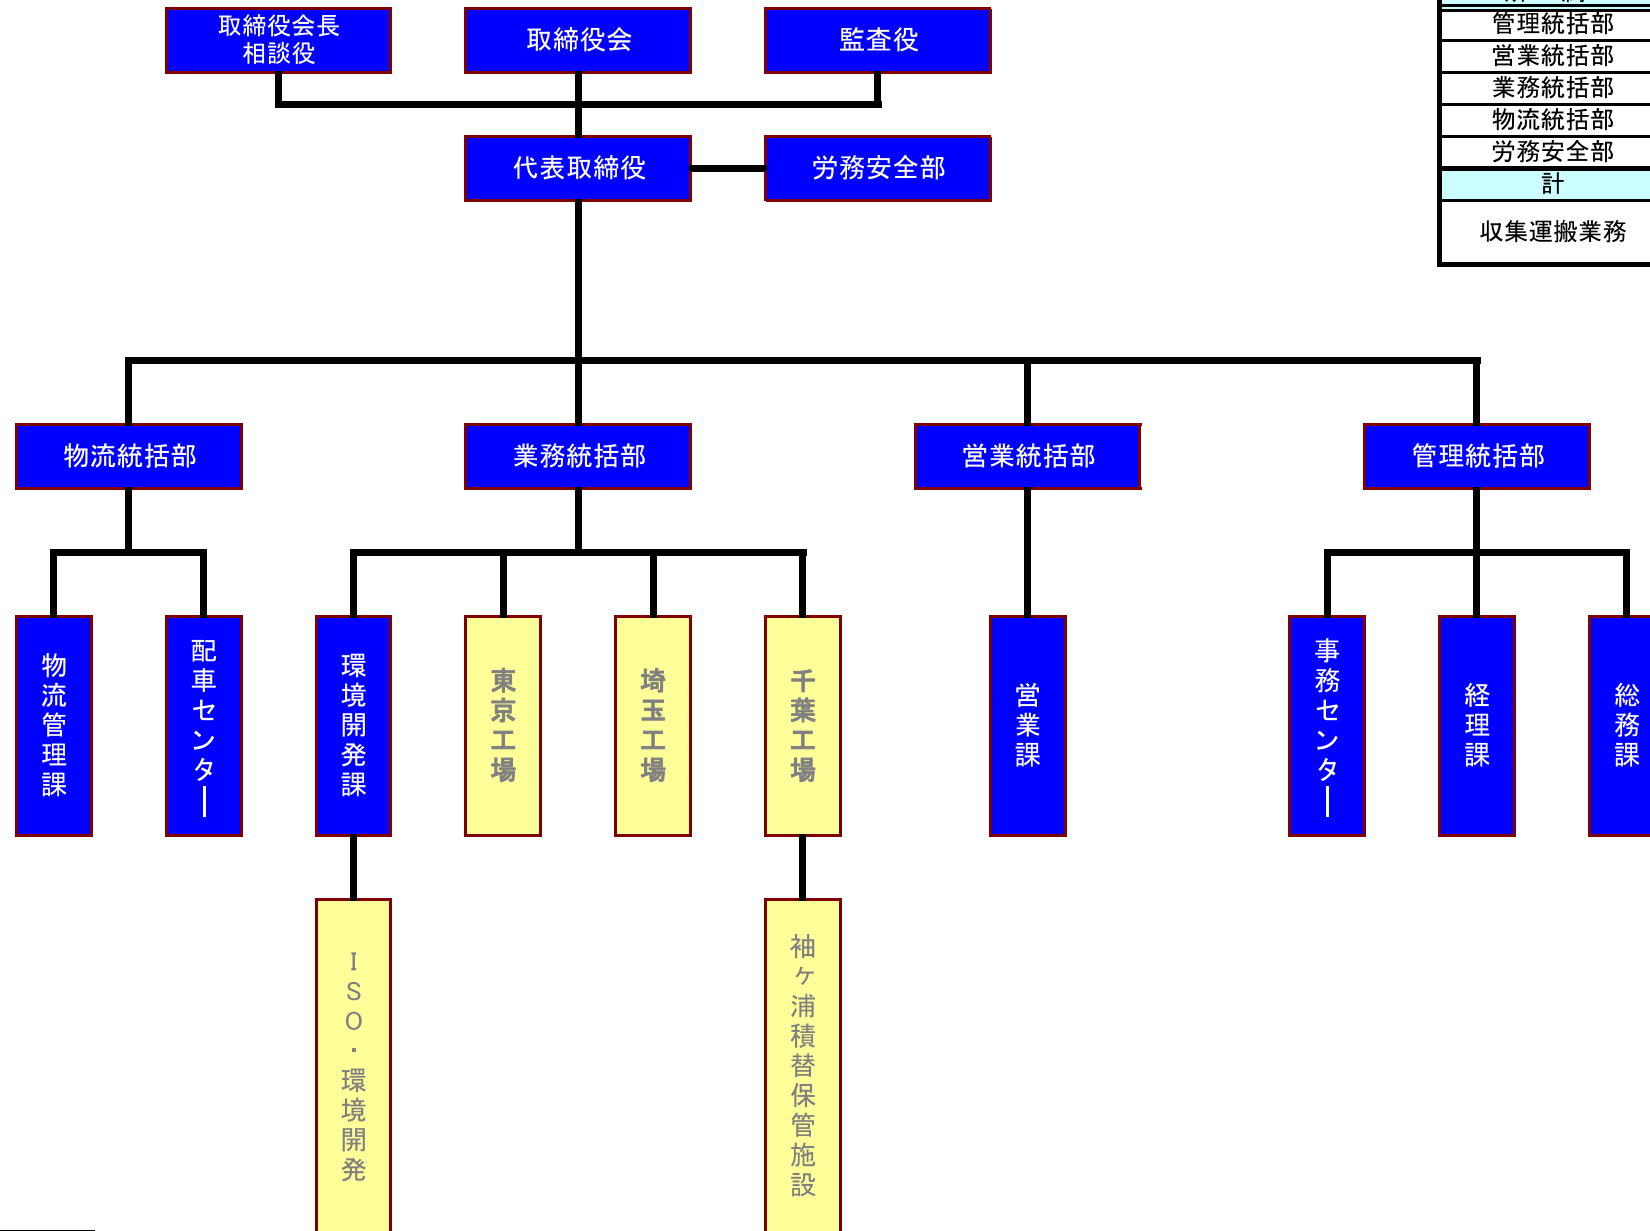 取締役会長
相談役
取締役会
監査役
代表取締役
労務安全部
管理統括部
営業統括部
業務統括部
物流統括部
労務安全部
計
収集運搬業務
物流統括部
業務統括部
営業統括部
管理統括部
物流管理課
配車センター
環境開発課
東京工場
埼玉工場
千葉工場
営業課
事務センター
経理課
総務課
ISO・環境開発
袖ヶ浦積替保管施設